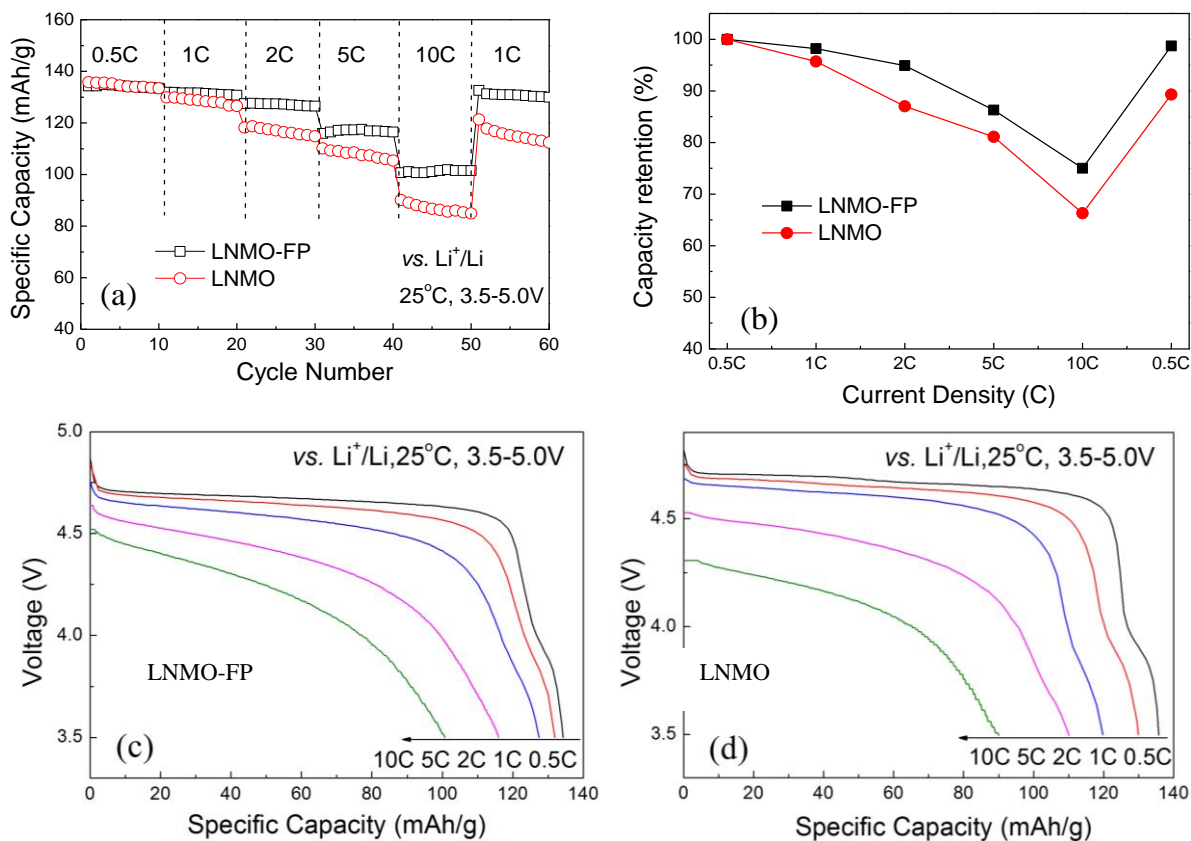 160
140
120
100
80
60
40
0
10
20
30
40
50
60
Specific Capacity (mAh/g)
Cycle Number
0.5C
1C
2C
5C
10C
1C
LNMO-FP
LNMO
vs. Li⁺/Li
25°C, 3.5-5.0V
(a)
100
95
90
85
80
75
70
65
50
45
40
0.5C
1C
2C
5C
10C
0.5C
Capacity retention (%)
Current Density (C)
LNMO-FP
LNMO
(b)
5.0
4.5
4.0
3.5
Voltage (V)
vs. Li⁺/Li,25°C, 3.5-5.0V
LNMO-FP
(c)
10C 5C 2C 1C 0.5C
0
20
40
60
80
100
120
140
Specific Capacity (mAh/g)
4.5
4.0
3.5
Voltage (V)
vs. Li⁺/Li,25°C, 3.5-5.0V
LNMO
(d)
10C 5C 2C 1C 0.5C
0
20
40
60
80
100
120
140
Specific Capacity (mAh/g)